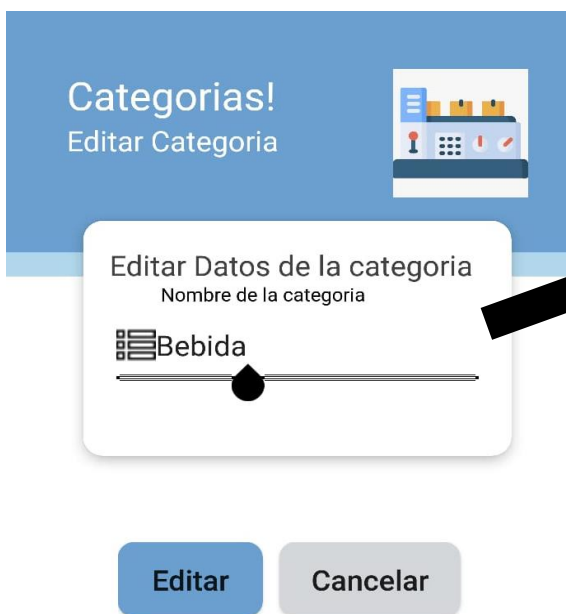 Categorias!
Editar Categoria
Editar Datos de la categoria
Nombre de la categoria
Bebida
Editar
Cancelar